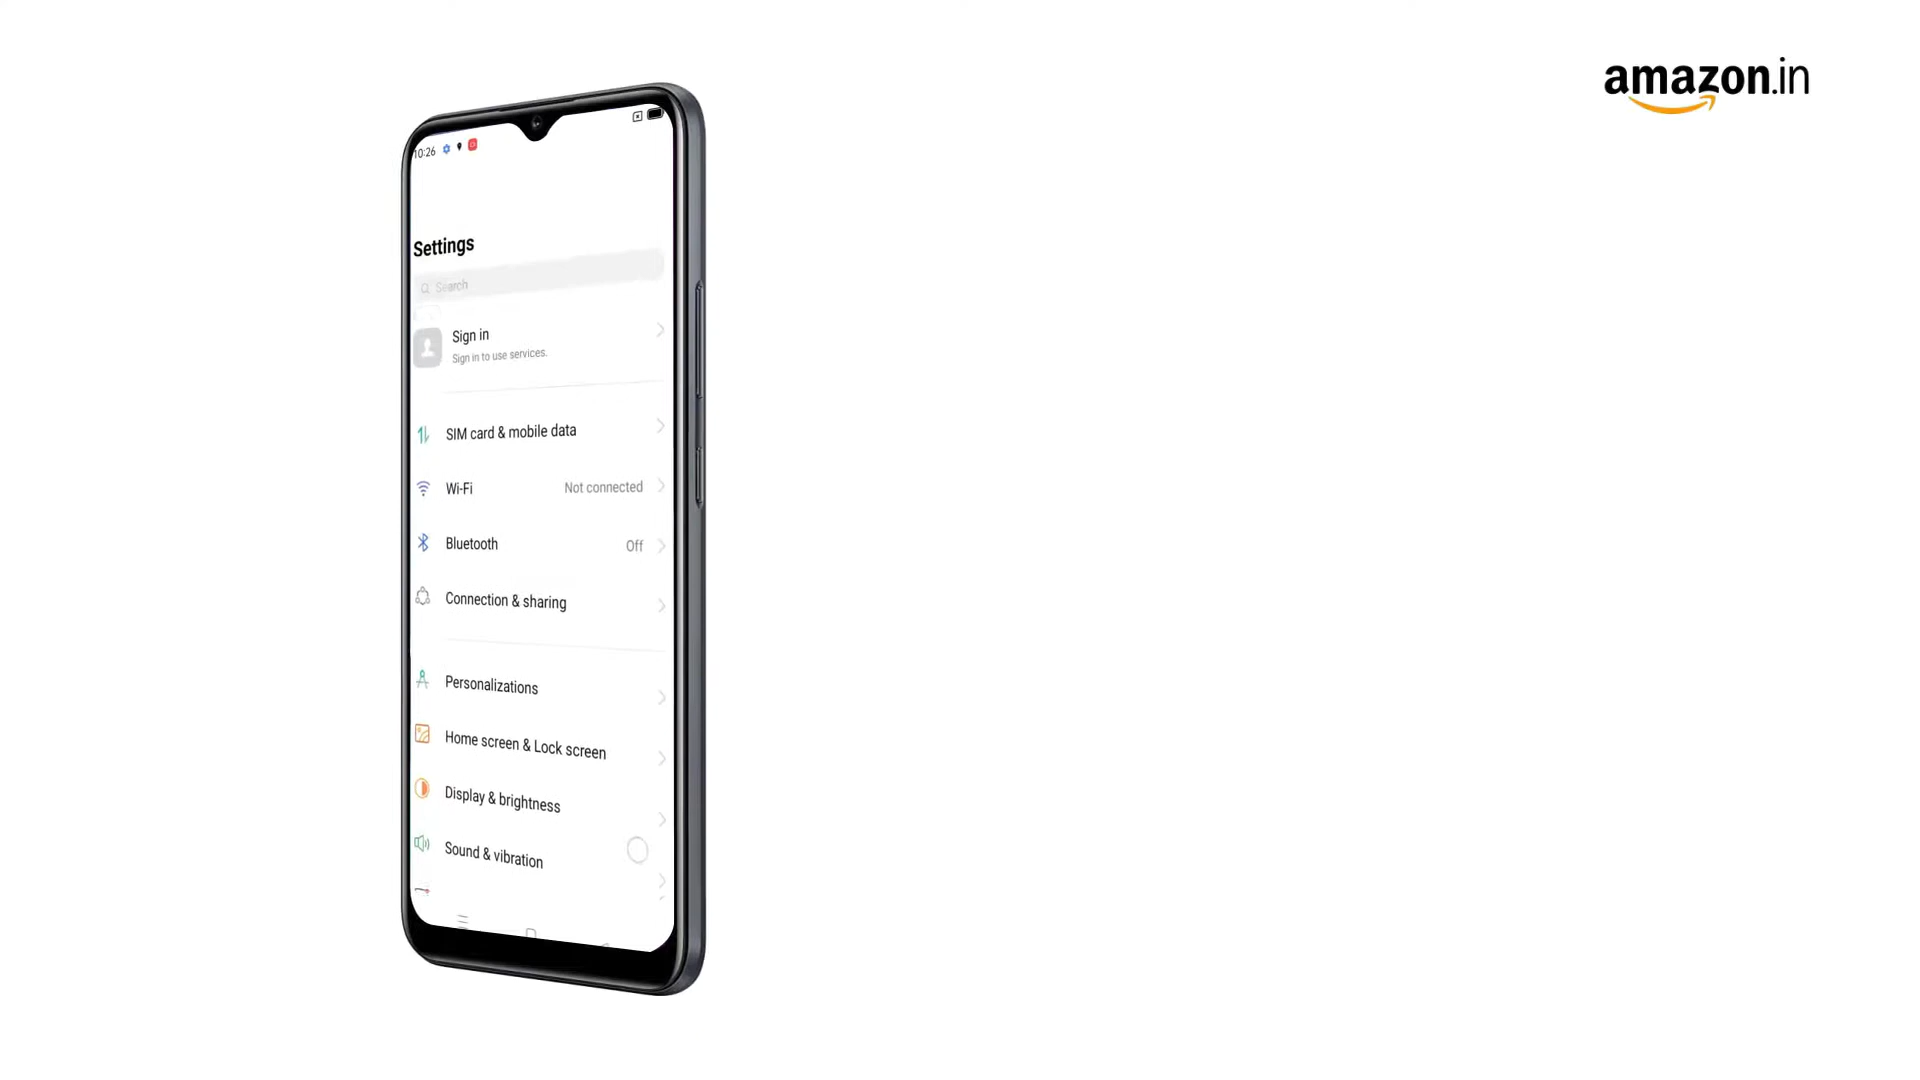 amazon.in
10:26
Settings
Search
Sign in
Sign in to use services.
SIM card & mobile data
Wi-Fi Not connected
Bluetooth Off
Connection & sharing
Personalizations
Home screen & Lock screen
Display & brightness
Sound & vibration